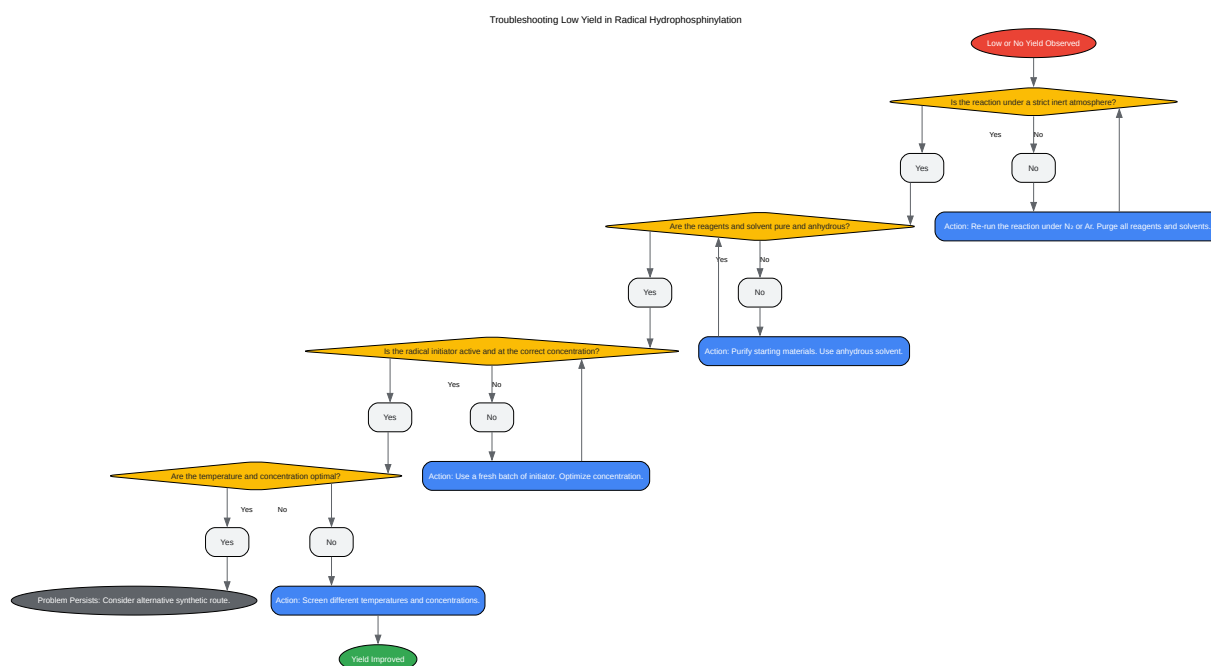 Troubleshooting Low Yield in Radical Hydrophosphinylation
Low or No Yield Observed
Is the reaction under a strict inert atmosphere?
Yes
No
Yes
No
Action: Re-run the reaction under N₂ or Ar. Purge all reagents and solvents.
Are the reagents and solvent pure and anhydrous?
Yes
No
Yes
No
Action: Purify starting materials. Use anhydrous solvent.
Is the radical initiator active and at the correct concentration?
Yes
No
Yes
No
Action: Use a fresh batch of initiator. Optimize concentration.
Are the temperature and concentration optimal?
Yes
No
Yes
No
Problem Persists: Consider alternative synthetic route.
Action: Screen different temperatures and concentrations.
Yield Improved